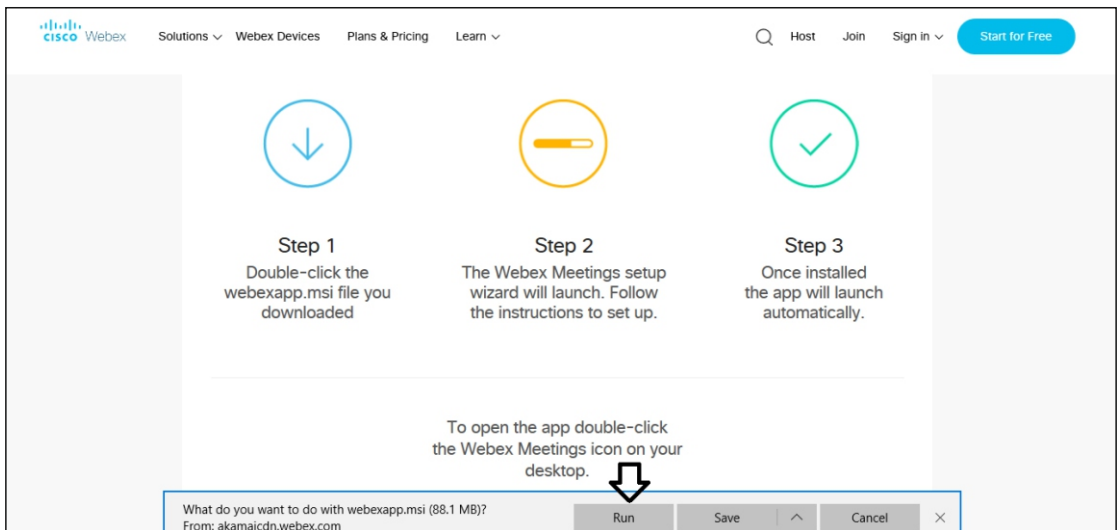 cisco Webex Solutions Webex Devices Plans & Pricing Learn Host Join Sign in Start for Free
Step 1
Double-click the
webexapp.msi file you
downloaded
Step 2
The Webex Meetings setup
wizard will launch. Follow
the instructions to set up.
Step 3
Once installed
the app will launch
automatically.
To open the app double-click
the Webex Meetings icon on your
desktop.
What do you want to do with webexapp.msi (88.1 MB)?
From: akamaicdn.webex.com
Run Save Cancel